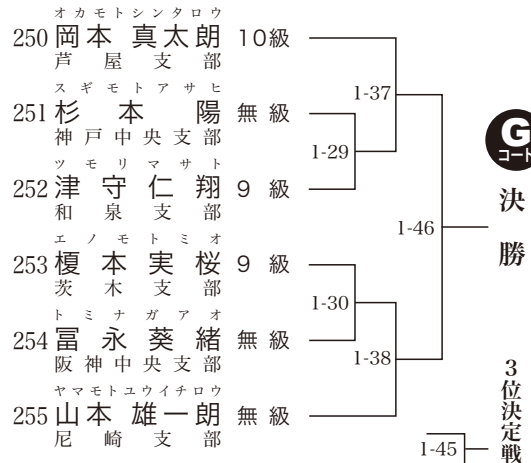 オカモトシンタロウ
250 岡本 真太朗 10級
芦屋支部
1-37
スギモトアサヒ
251 杉本 陽 無級
神戸中央支部
1-29
ツモリマサト
252 津守仁翔 9級
和泉支部
Gコート
決勝
1-46
エノモトミオ
253 榎本実桜 9級
茨木支部
1-30
トミナガアオ
254 冨永葵緒 無級
阪神中央支部
1-38
ヤマモトユウイチロウ
255 山本 雄一朗 無級
尼崎支部
3位決定戦
1-45